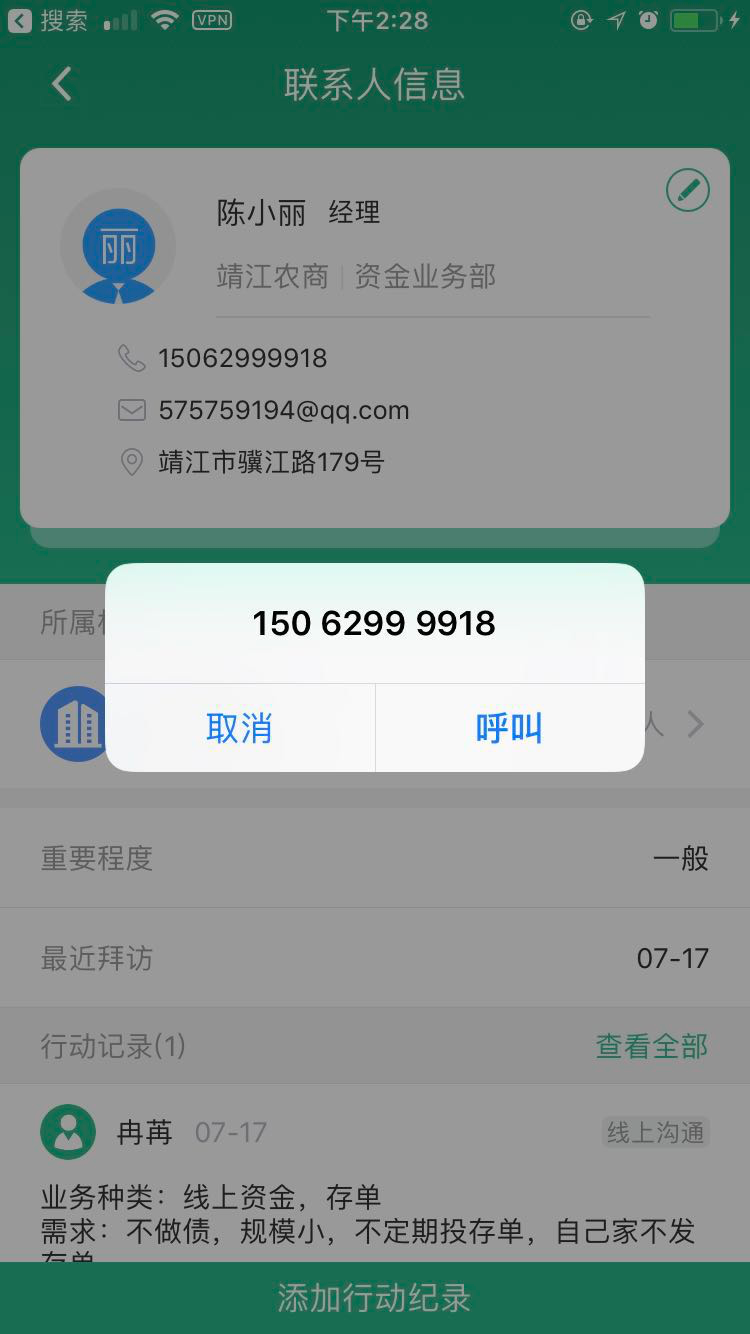 搜索 VPN 下午2:28
联系人信息
丽
陈小丽 经理
靖江农商 资金业务部
15062999918
575759194@qq.com
靖江市骥江路179号
150 6299 9918
所属
取消 呼叫
人
重要程度 一般
最近拜访 07-17
行动记录(1) 查看全部
冉苒 07-17 线上沟通
业务种类：线上资金，存单
需求：不做债，规模小，不定期投存单，自己家不发
存单
添加行动纪录